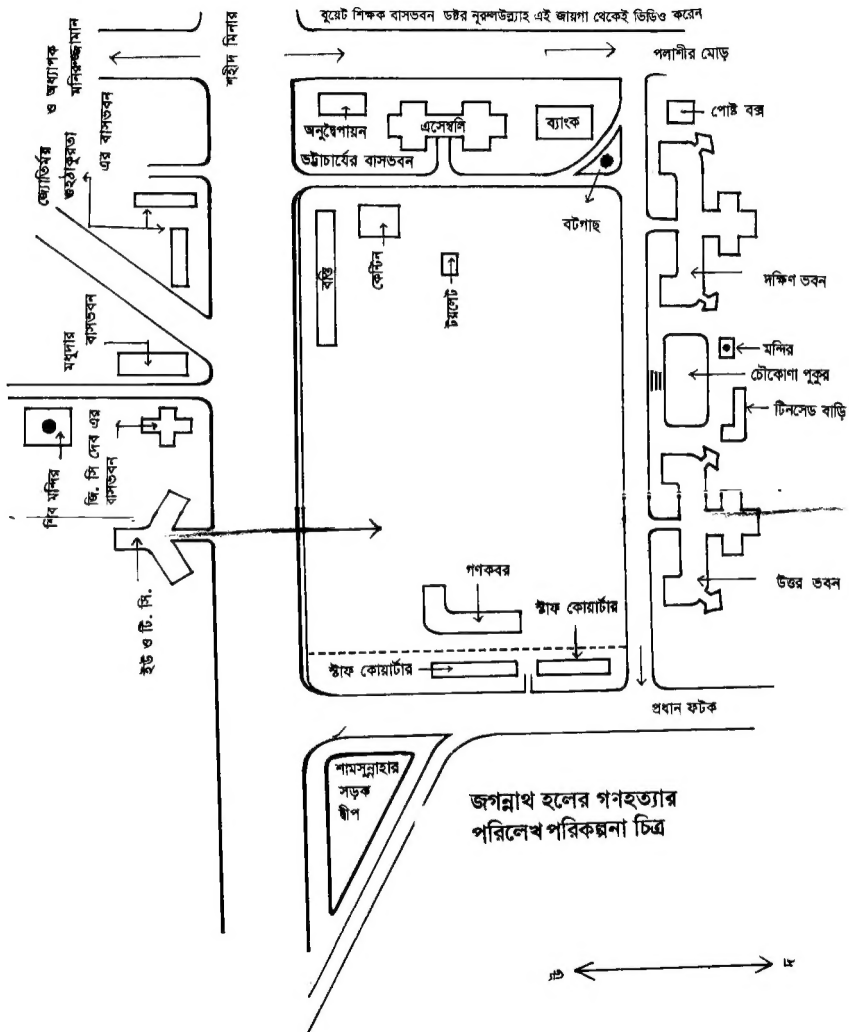 বুয়েট শিক্ষক বাসভবন ডক্টর নূরুলউল্ল্যাহ এই জায়গা থেকেই ভিডিও করেন
পলাশীর মোড়
শহীদ মিনার
জ্যোতির্ময়
গুহঠাকুরতা
ও অধ্যাপক
মনিরুজ্জামান
এর বাসভবন
অনুদ্বৈপায়ন
ভট্টাচার্যের বাসভবন
এসেম্বলি
ব্যাংক
পোষ্ট বক্স
বটগাছ
বস্তি
কেন্টিন
টয়লেট
দক্ষিণ ভবন
মধুদার
বাসভবন
মন্দির
চৌকোণা পুকুর
টিনসেড বাড়ি
শিব মন্দির
জি. সি দেব এর
বাসভবন
ইউ ও টি. সি.
গণকবর
উত্তর ভবন
ষ্টাফ কোয়ার্টার
ষ্টাফ কোয়ার্টার
প্রধান ফটক
শামসুন্নাহার
সড়ক
দ্বীপ
জগন্নাথ হলের গণহত্যার
পরিলেখ পরিকল্পনা চিত্র
উ
দ